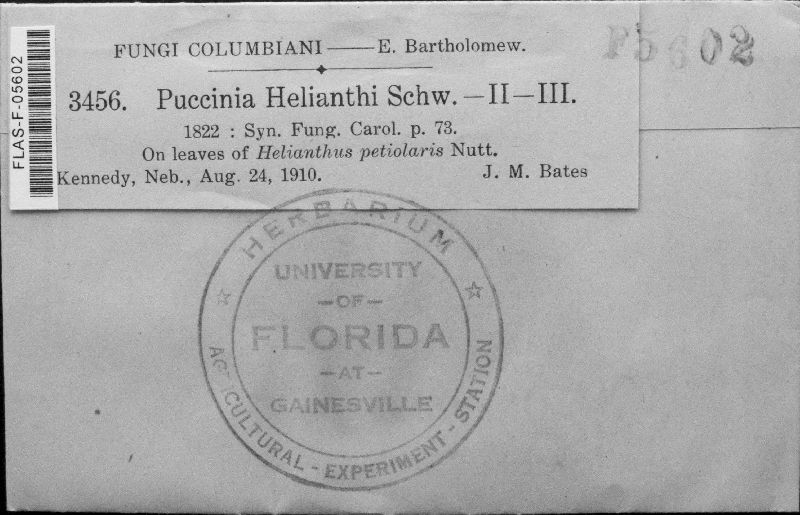 FUNGI COLUMBIANI — E. Bartholomew.
F5602
FLAS-F-05602
3456. Puccinia Helianthi Schw. —II—III.
1822 : Syn. Fung. Carol. p. 73.
On leaves of Helianthus petiolaris Nutt.
Kennedy, Neb., Aug. 24, 1910. J. M. Bates
HERBARIUM
UNIVERSITY
—OF—
FLORIDA
—AT—
GAINESVILLE
AGRICULTURAL - EXPERIMENT - STATION